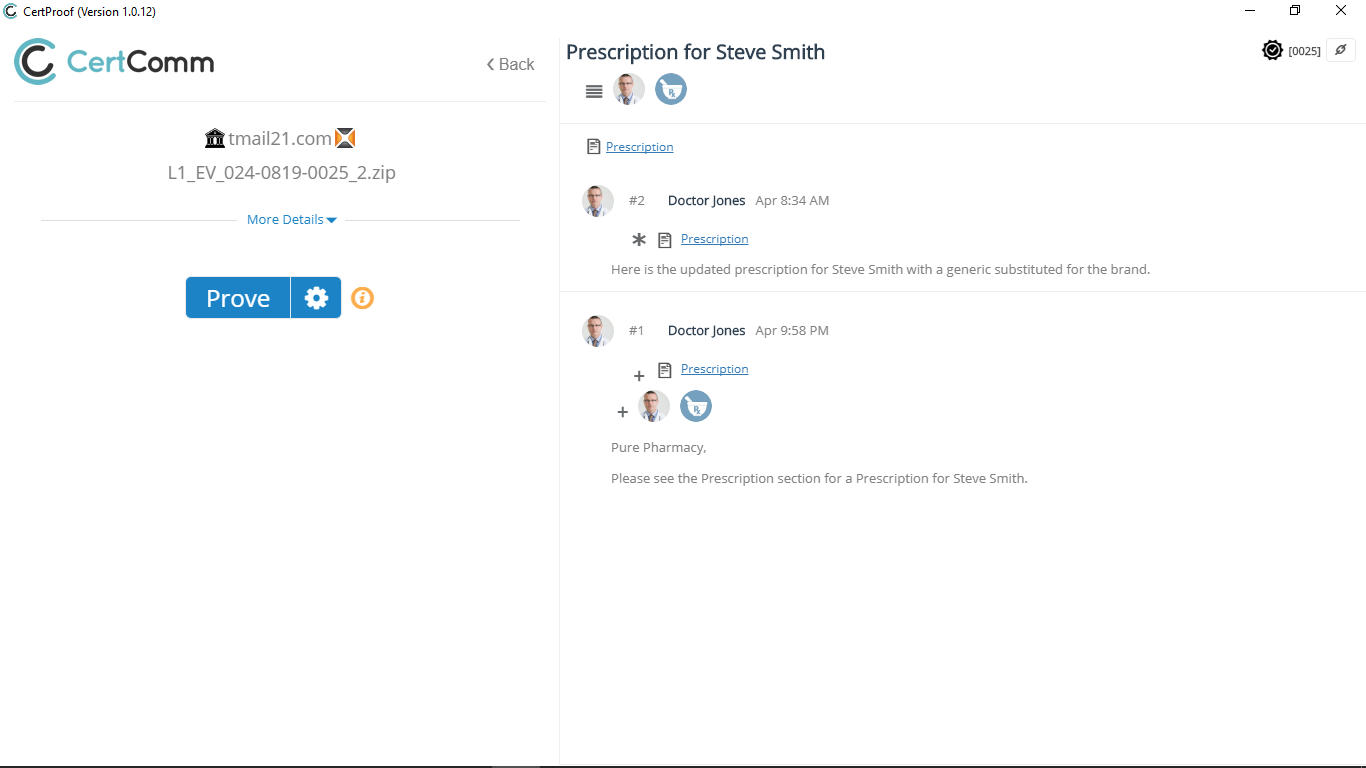 CertProof (Version 1.0.12)
CertComm
Back
tmail21.com
L1_EV_024-0819-0025_2.zip
More Details
Prove
Prescription for Steve Smith
[0025]
Prescription
#2 Doctor Jones Apr 8:34 AM
Prescription
Here is the updated prescription for Steve Smith with a generic substituted for the brand.
#1 Doctor Jones Apr 9:58 PM
Prescription
Pure Pharmacy,
Please see the Prescription section for a Prescription for Steve Smith.